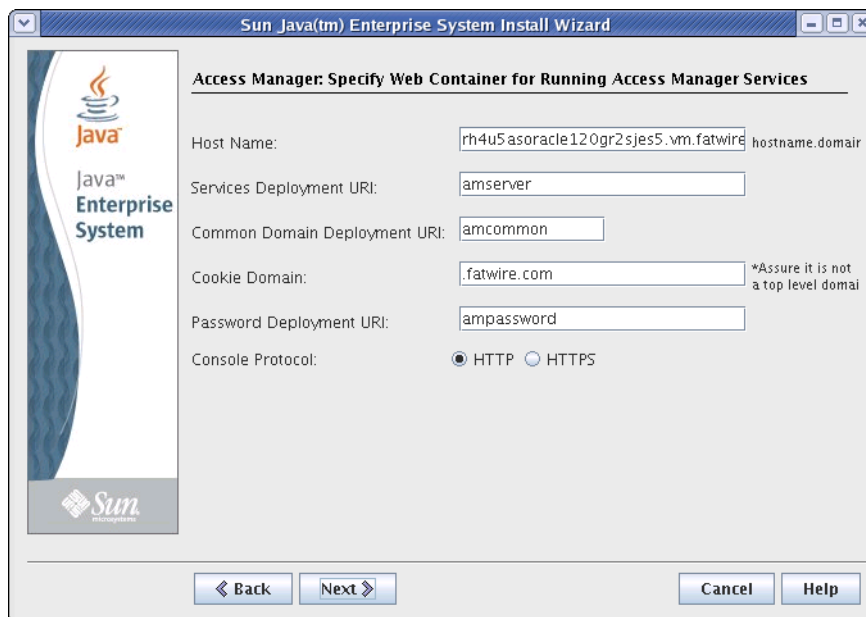 Sun Java(tm) Enterprise System Install Wizard
Java™
Java™
Enterprise
System
Sun
microsystems
Access Manager: Specify Web Container for Running Access Manager Services
Host Name: rh4u5asoracle120gr2sjes5.vm.fatwire hostname.domain
Services Deployment URI: amserver
Common Domain Deployment URI: amcommon
Cookie Domain: .fatwire.com *Assure it is not
a top level domai
Password Deployment URI: ampassword
Console Protocol: HTTP HTTPS
Back Next Cancel Help